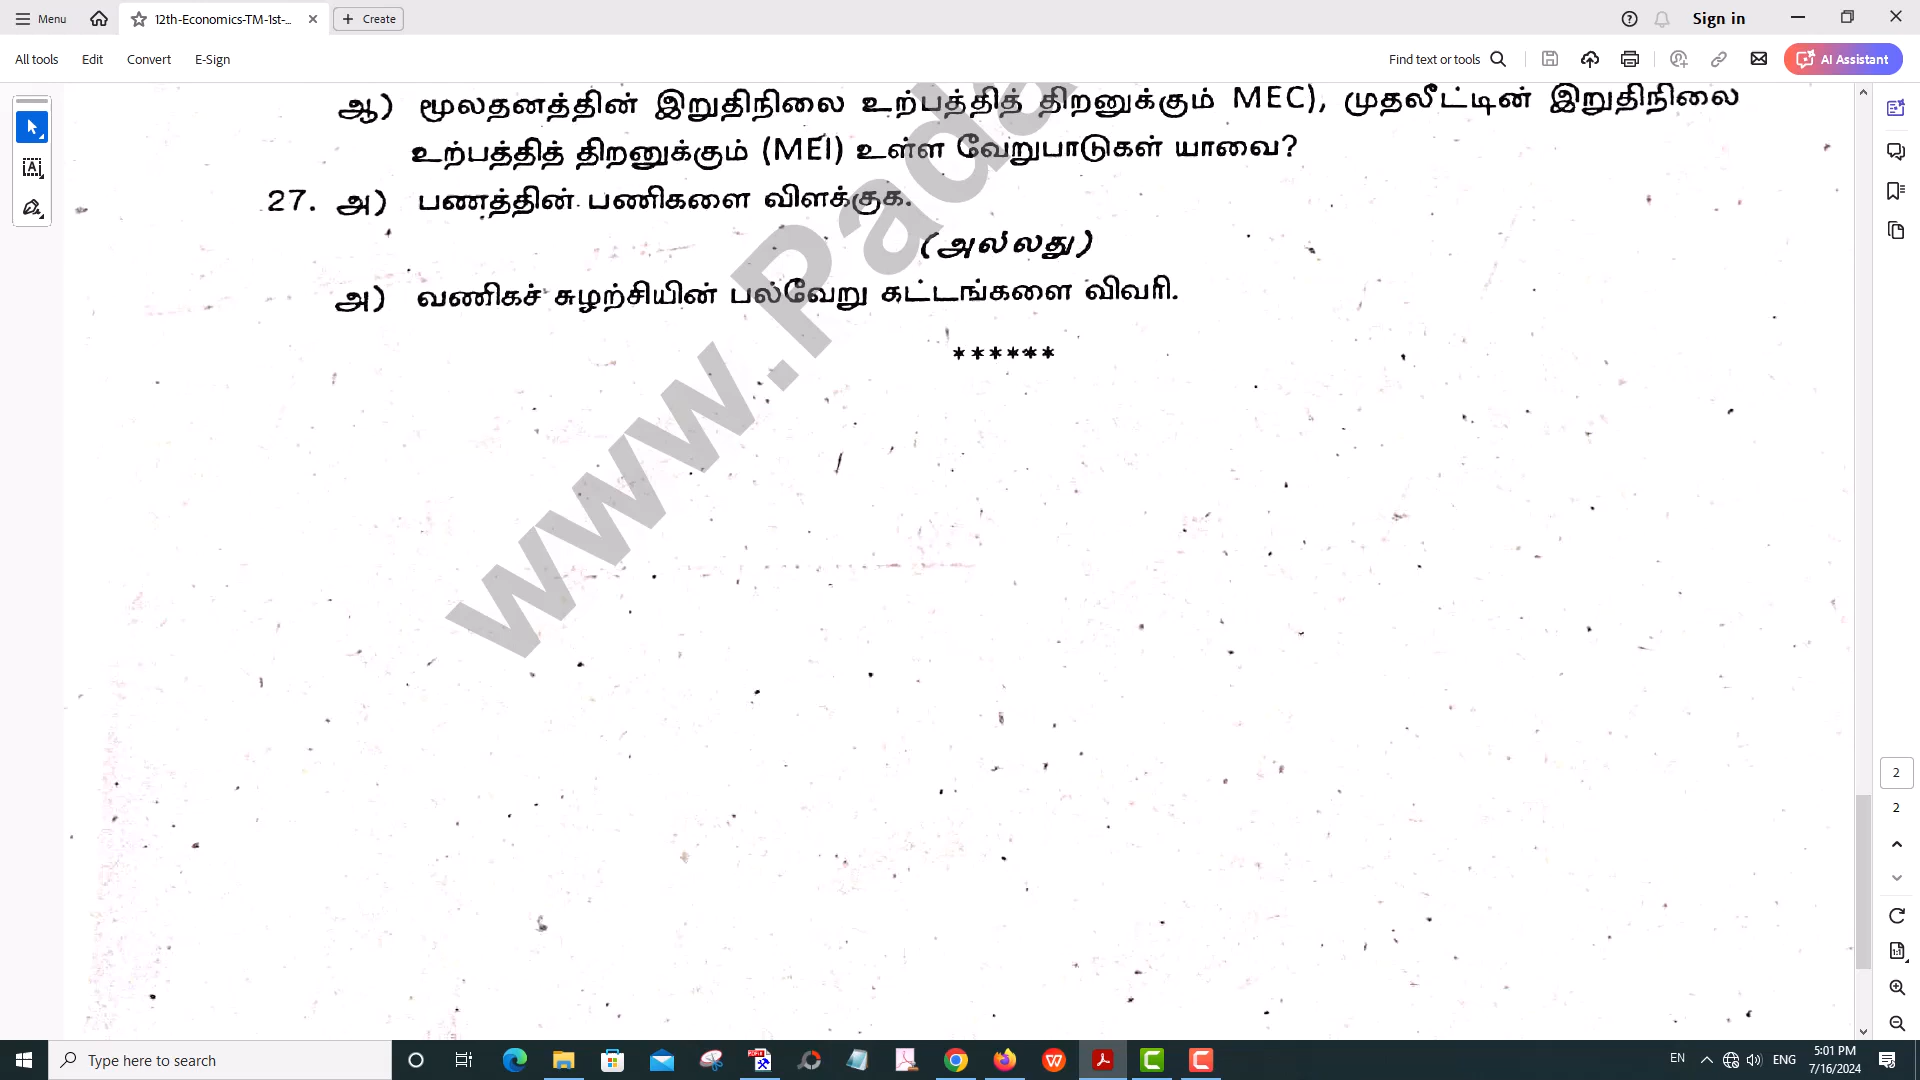 Menu
12th-Economics-TM-1st-...
Create
Sign in
All tools
Edit
Convert
E-Sign
Find text or tools
AI Assistant
ஆ) மூலதனத்தின் இறுதிநிலை உற்பத்தித் திறனுக்கும் MEC), முதலீட்டின் இறுதிநிலை
உற்பத்தித் திறனுக்கும் (MEI) உள்ள வேறுபாடுகள் யாவை?
27. அ) பணத்தின் பணிகளை விளக்குக.
(அல்லது)
அ) வணிகச் சுழற்சியின் பல்வேறு கட்டங்களை விவரி.
******
www.Pada
2
2
Type here to search
EN
ENG
5:01 PM
7/16/2024